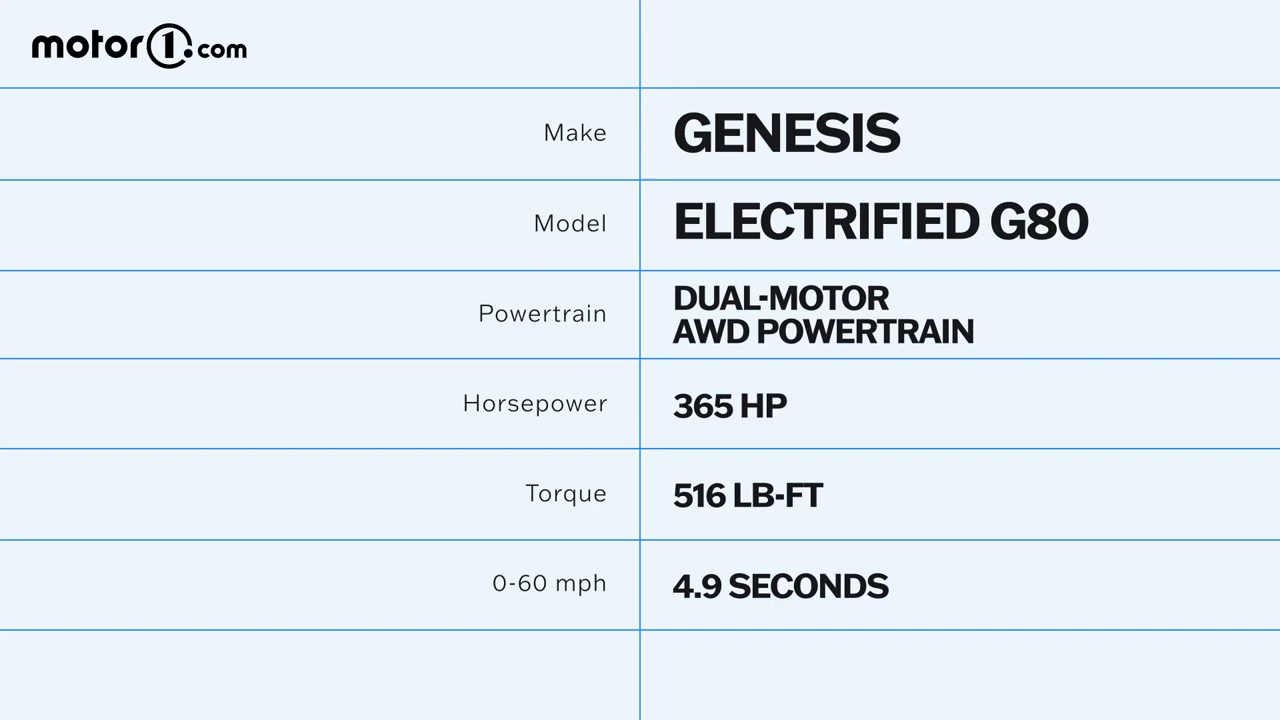 motor1.com
Make
GENESIS
Model
ELECTRIFIED G80
Powertrain
DUAL-MOTOR
AWD POWERTRAIN
Horsepower
365 HP
Torque
516 LB-FT
0-60 mph
4.9 SECONDS